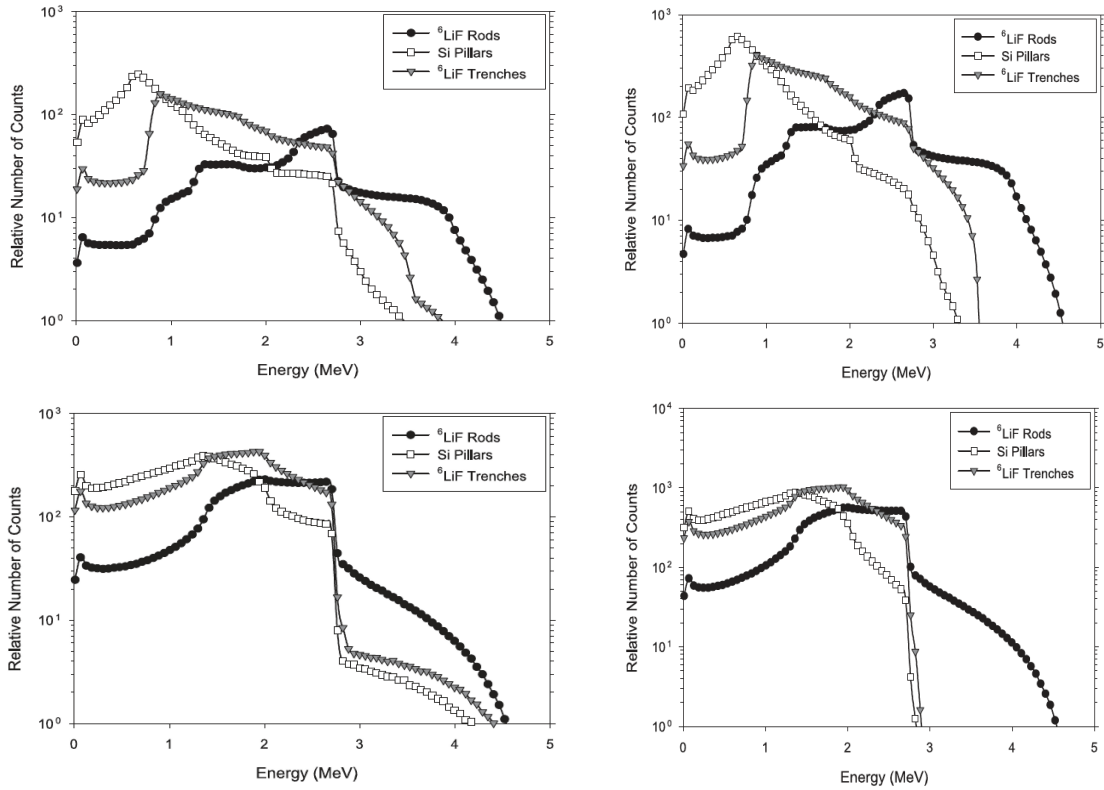 10³
10²
10¹
10⁰
Relative Number of Counts
⁶LiF Rods
Si Pillars
⁶LiF Trenches
0 1 2 3 4 5
Energy (MeV)
10³
10²
10¹
10⁰
Relative Number of Counts
⁶LiF Rods
Si Pillars
⁶LiF Trenches
0 1 2 3 4 5
Energy (MeV)
10³
10²
10¹
10⁰
Relative Number of Counts
⁶LiF Rods
Si Pillars
⁶LiF Trenches
0 1 2 3 4 5
Energy (MeV)
10⁴
10³
10²
10¹
10⁰
Relative Number of Counts
⁶LiF Rods
Si Pillars
⁶LiF Trenches
0 1 2 3 4 5
Energy (MeV)